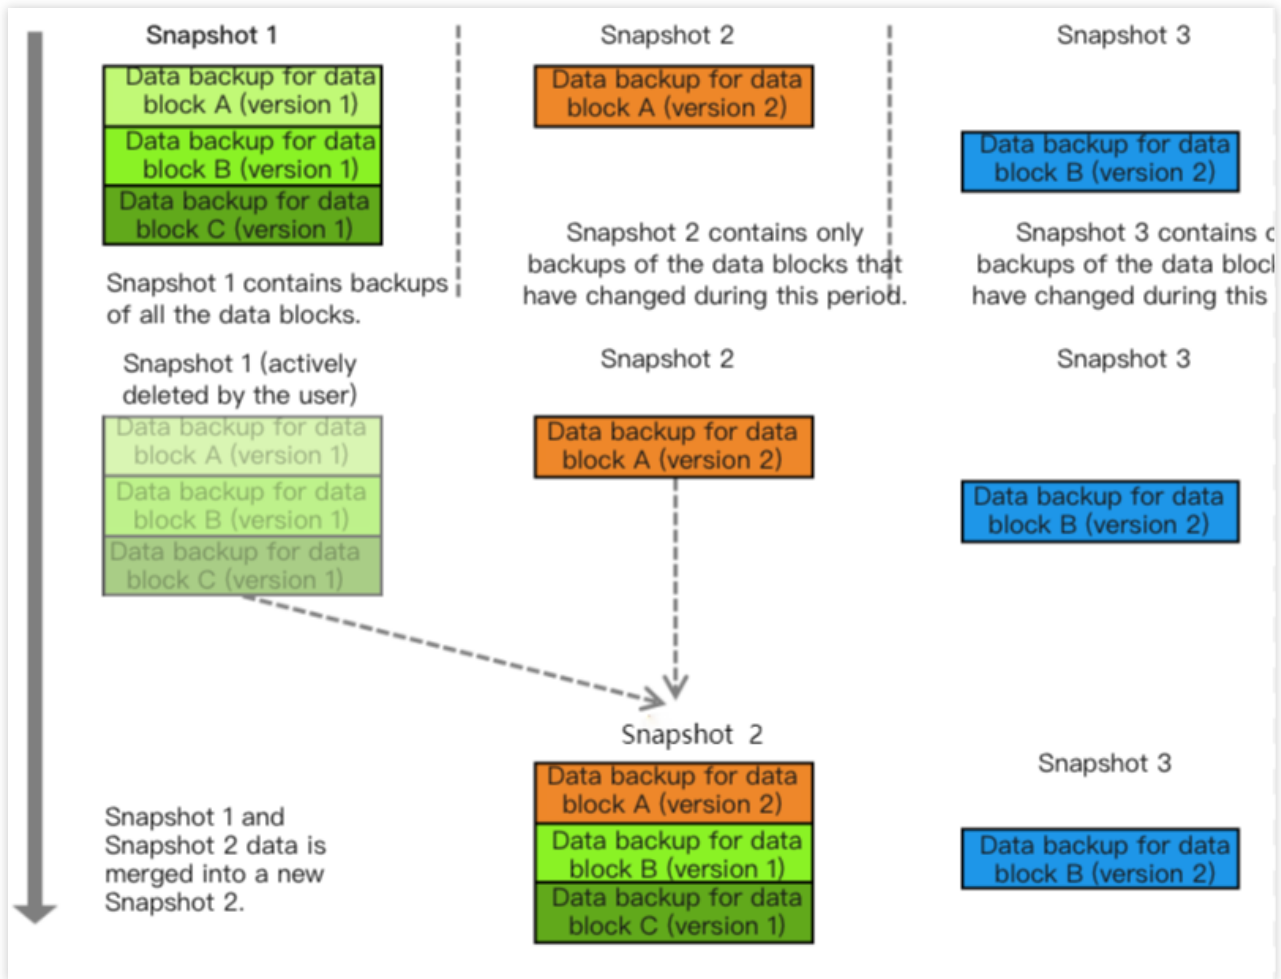 Snapshot 1
Data backup for data
block A (version 1)
Data backup for data
block B (version 1)
Data backup for data
block C (version 1)
Snapshot 1 contains backups
of all the data blocks.
Snapshot 2
Data backup for data
block A (version 2)
Snapshot 2 contains only
backups of the data blocks that
have changed during this period.
Snapshot 3
Data backup for data
block B (version 2)
Snapshot 3 contains
backups of the data
have changed during this
Snapshot 1 (actively
deleted by the user)
Data backup for data
block A (version 1)
Data backup for data
block B (version 1)
Data backup for data
block C (version 1)
Snapshot 2
Data backup for data
block A (version 2)
Snapshot 3
Data backup for data
block B (version 2)
Snapshot 1 and
Snapshot 2 data is
merged into a new
Snapshot 2.
Snapshot 2
Data backup for data
block A (version 2)
Data backup for data
block B (version 1)
Data backup for data
block C (version 1)
Snapshot 3
Data backup for data
block B (version 2)